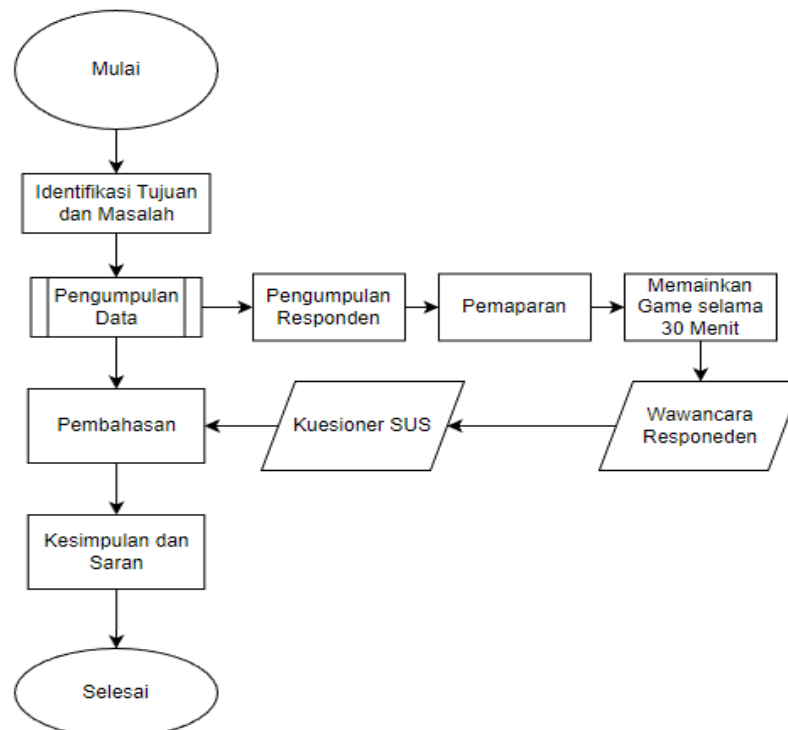 Mulai
Identifikasi Tujuan
dan Masalah
Pengumpulan
Data
Pengumpulan
Responden
Pemaparan
Memainkan
Game selama
30 Menit
Wawancara
Responeden
Kuesioner SUS
Pembahasan
Kesimpulan dan
Saran
Selesai